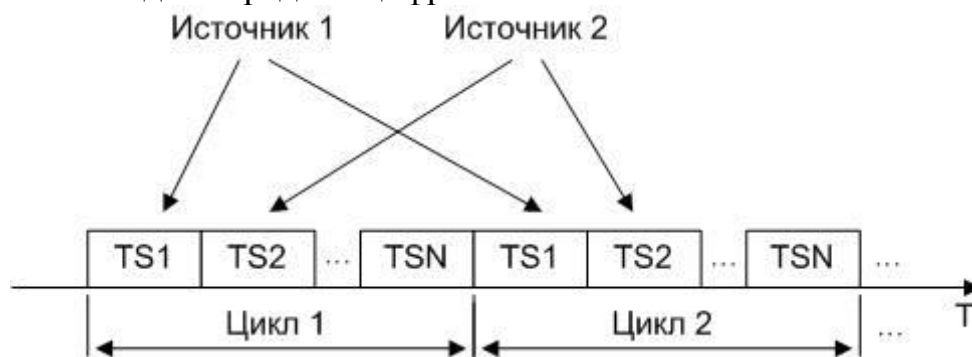 Источник 1 Источник 2
TS1 TS2 ... TSN TS1 TS2 ... TSN ...
T
Цикл 1 Цикл 2 ...